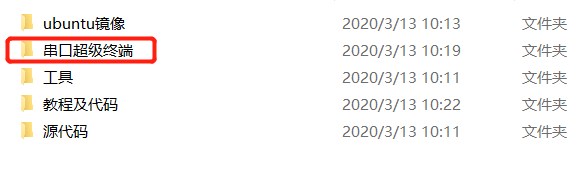 ubuntu镜像 2020/3/13 10:13 文件夹
串口超级终端 2020/3/13 10:19 文件夹
工具 2020/3/13 10:11 文件夹
教程及代码 2020/3/13 10:22 文件夹
源代码 2020/3/13 10:11 文件夹